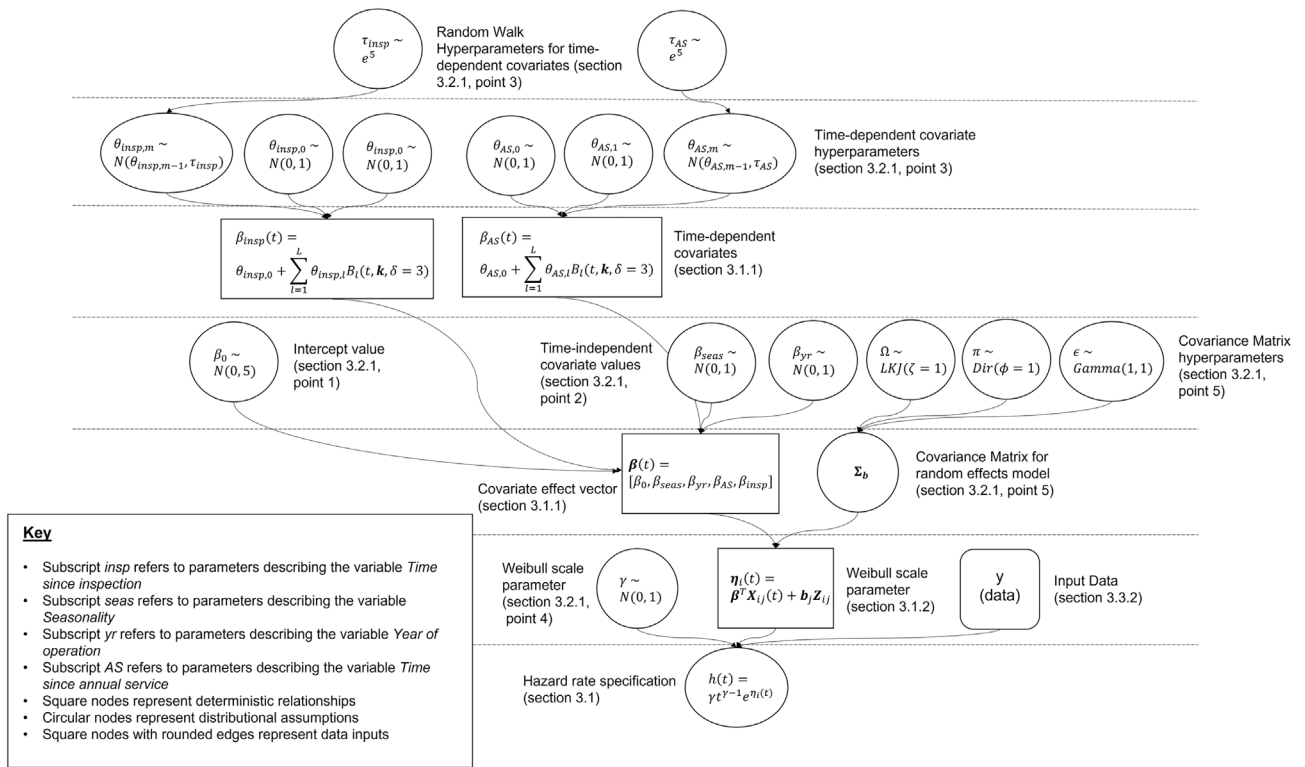 τ_insp ~
e^5
Random Walk
Hyperparameters for time-
dependent covariates (section
3.2.1, point 3)
τ_AS ~
e^5
θ_insp,m ~
N(θ_insp,m−1, τ_insp)
θ_insp,0 ~
N(0, 1)
θ_insp,0 ~
N(0, 1)
θ_AS,0 ~
N(0, 1)
θ_AS,1 ~
N(0, 1)
θ_AS,m ~
N(θ_AS,m−1, τ_AS)
Time-dependent covariate
hyperparameters
(section 3.2.1, point 3)
β_insp(t) =
θ_insp,0 + ∑_{l=1}^{L} θ_insp,l B_l(t, k, δ = 3)
β_AS(t) =
θ_AS,0 + ∑_{l=1}^{L} θ_AS,l B_l(t, k, δ = 3)
Time-dependent
covariates
(section 3.1.1)
β_0 ~
N(0, 5)
Intercept value
(section 3.2.1,
point 1)
Time-independent
covariate values
(section 3.2.1,
point 2)
β_seas ~
N(0, 1)
β_yr ~
N(0, 1)
Ω ~
LKJ(ζ = 1)
π ~
Dir(ϕ = 1)
ϵ ~
Gamma(1, 1)
Covariance Matrix
hyperparameters
(section 3.2.1,
point 5)
Covariate effect vector
(section 3.1.1)
β(t) =
[β_0, β_seas, β_yr, β_AS, β_insp]
Σ_b
Covariance Matrix for
random effects model
(section 3.2.1, point 5)
Weibull scale
parameter
(section 3.2.1,
point 4)
γ ~
N(0, 1)
η_i(t) =
β^T X_ij(t) + b_j Z_ij
Weibull scale
parameter
(section 3.1.2)
y
(data)
Input Data
(section 3.3.2)
Hazard rate specification
(section 3.1)
h(t) =
γt^{γ−1}e^{η_i(t)}
Key
• Subscript insp refers to parameters describing the variable Time
since inspection
• Subscript seas refers to parameters describing the variable
Seasonality
• Subscript yr refers to parameters describing the variable Year of
operation
• Subscript AS refers to parameters describing the variable Time
since annual service
• Square nodes represent deterministic relationships
• Circular nodes represent distributional assumptions
• Square nodes with rounded edges represent data inputs